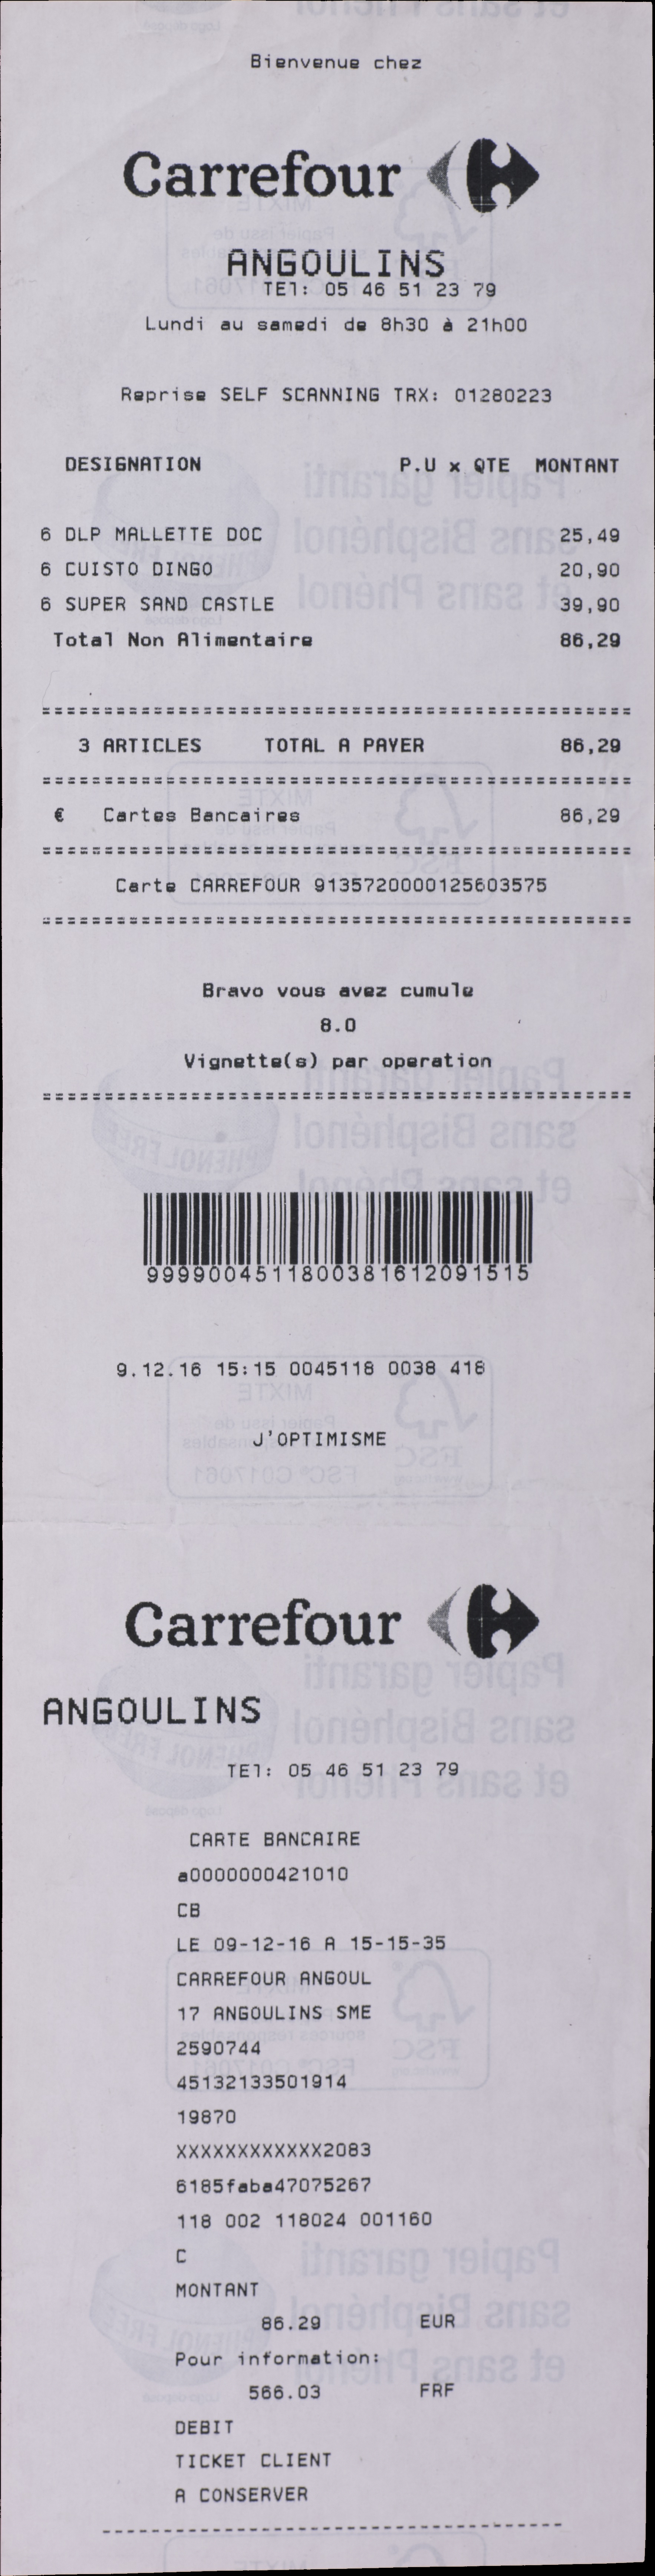 Bienvenue chez
Carrefour
ANGOULINS
TEl: 05 46 51 23 79
Lundi au samedi de 8h30 à 21h00
Reprise SELF SCANNING TRX: 01280223
DESIGNATION P.U x QTE MONTANT
6 DLP MALLETTE DOC 25,49
6 CUISTO DINGO 20,90
6 SUPER SAND CASTLE 39,90
Total Non Alimentaire 86,29
================================================
3 ARTICLES TOTAL A PAYER 86,29
================================================
€ Cartes Bancaires 86,29
================================================
Carte CARREFOUR 9135720000125603575
================================================
Bravo vous avez cumule
8.0
Vignette(s) par operation
================================================
9999004511800381612091515
9.12.16 15:15 0045118 0038 418
J'OPTIMISME
Carrefour
ANGOULINS
TEl: 05 46 51 23 79
CARTE BANCAIRE
a0000000421010
CB
LE 09-12-16 A 15-15-35
CARREFOUR ANGOUL
17 ANGOULINS SME
2590744
45132133501914
19870
XXXXXXXXXXXX2083
6185faba47075267
118 002 118024 001160
C
MONTANT
86.29 EUR
Pour information:
566.03 FRF
DEBIT
TICKET CLIENT
A CONSERVER
--------------------------------------